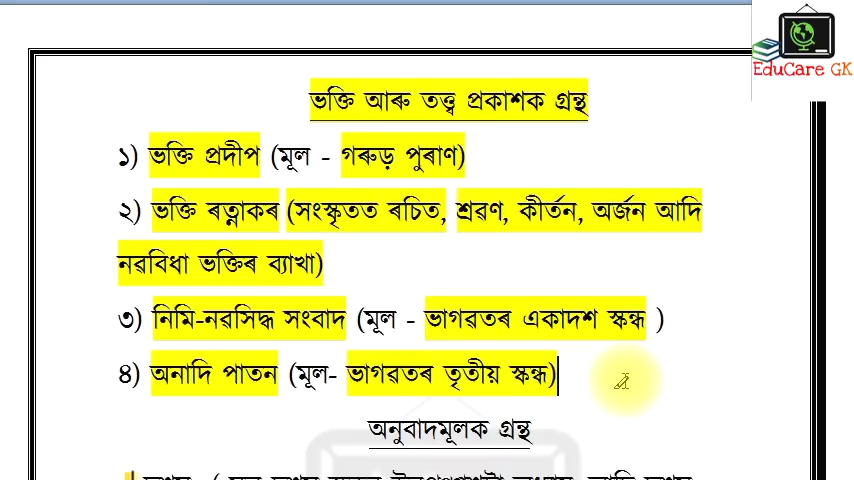 EduCare GK
ভক্তি আৰু তত্ত্ব প্ৰকাশক গ্ৰন্থ
১) ভক্তি প্ৰদীপ (মূল - গৰুড় পুৰাণ)
২) ভক্তি ৰত্নাকৰ (সংস্কৃতত ৰচিত, শ্ৰৱণ, কীৰ্তন, অৰ্জন আদি
নৱবিধা ভক্তিৰ ব্যাখা)
৩) নিমি-নৱসিদ্ধ সংবাদ (মূল - ভাগৱতৰ একাদশ স্কন্ধ )
৪) অনাদি পাতন (মূল- ভাগৱতৰ তৃতীয় স্কন্ধ)
অনুবাদমূলক গ্ৰন্থ